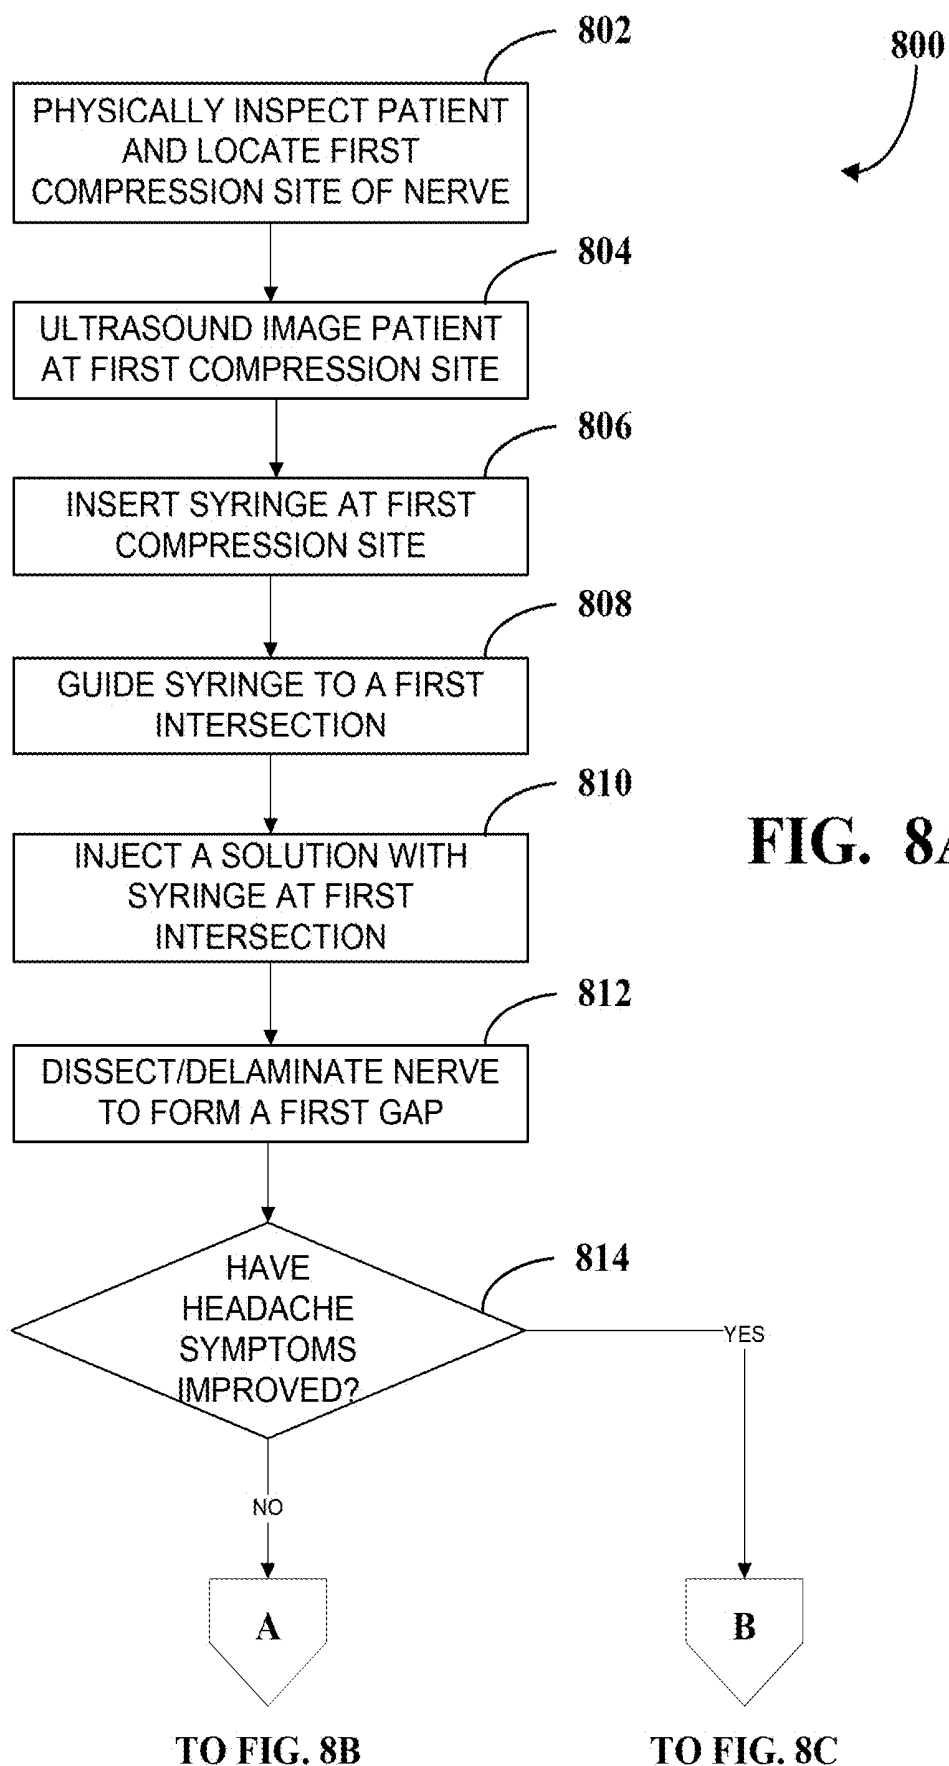 802
800
PHYSICALLY INSPECT PATIENT
AND LOCATE FIRST
COMPRESSION SITE OF NERVE
804
ULTRASOUND IMAGE PATIENT
AT FIRST COMPRESSION SITE
806
INSERT SYRINGE AT FIRST
COMPRESSION SITE
808
GUIDE SYRINGE TO A FIRST
INTERSECTION
810
INJECT A SOLUTION WITH
SYRINGE AT FIRST
INTERSECTION
FIG. 8A
812
DISSECT/DELAMINATE NERVE
TO FORM A FIRST GAP
814
HAVE
HEADACHE
SYMPTOMS
IMPROVED?
YES
NO
A
B
TO FIG. 8B
TO FIG. 8C